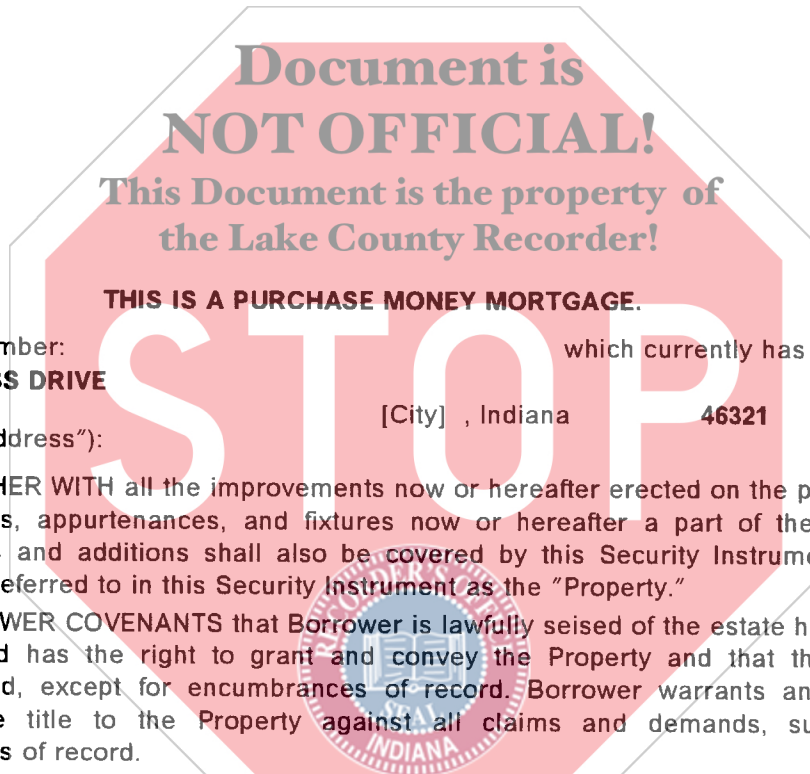 Document is
NOT OFFICIAL!
This Document is the property of
the Lake County Recorder!
STOP
THIS IS A PURCHASE MONEY MORTGAGE.
mber: which currently has
SS DRIVE
[City] , Indiana 46321
ddress"):
HER WITH all the improvements now or hereafter erected on the p
s, appurtenances, and fixtures now or hereafter a part of the
and additions shall also be covered by this Security Instrume
eferred to in this Security Instrument as the "Property."
WER COVENANTS that Borrower is lawfully seised of the estate h
d has the right to grant and convey the Property and that th
d, except for encumbrances of record. Borrower warrants an
e title to the Property against all claims and demands, su
s of record.
SEAL
INDIANA